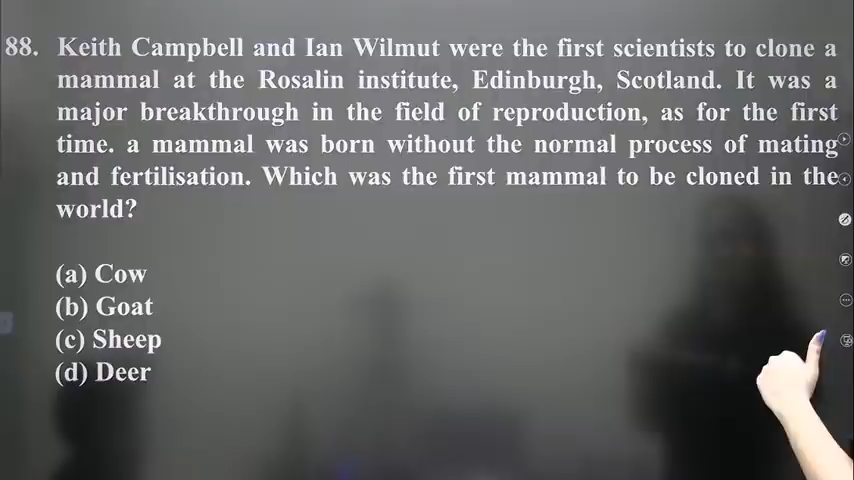 88. Keith Campbell and Ian Wilmut were the first scientists to clone a
mammal at the Rosalin institute, Edinburgh, Scotland. It was a
major breakthrough in the field of reproduction, as for the first
time. a mammal was born without the normal process of mating
and fertilisation. Which was the first mammal to be cloned in the
world?
(a) Cow
(b) Goat
(c) Sheep
(d) Deer